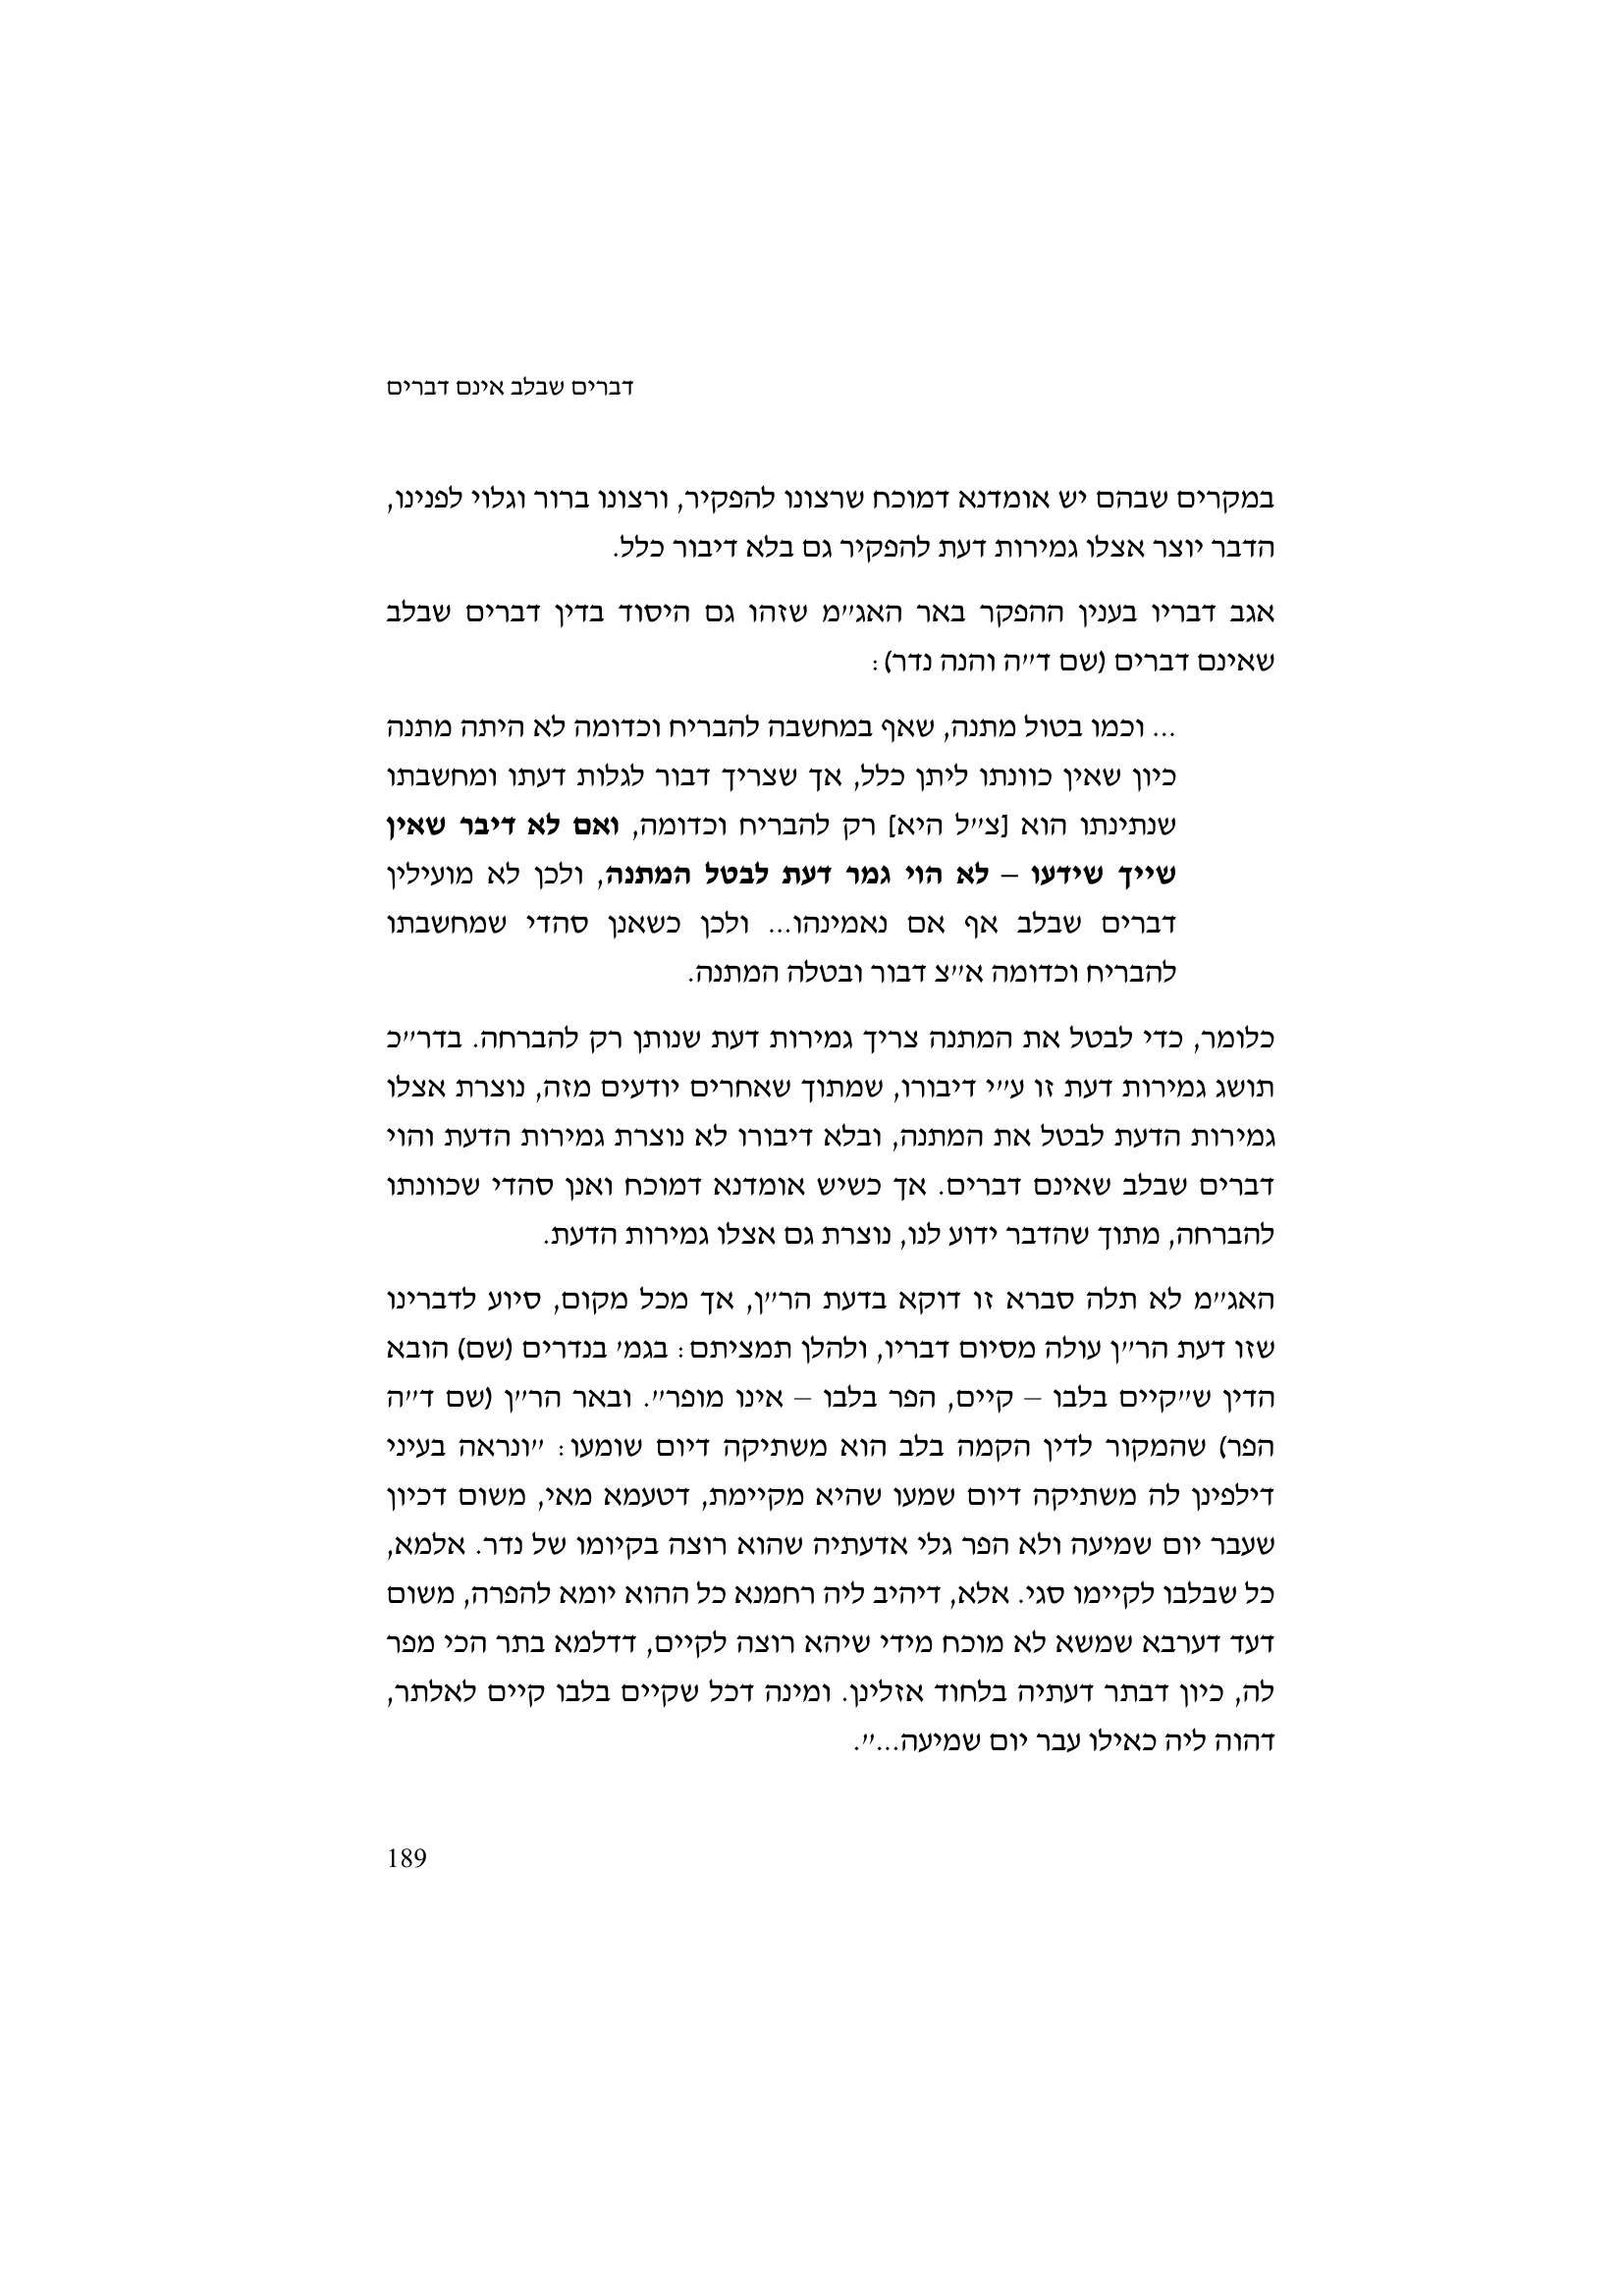 דברים שבלב אינם דברים
במקרים שבהם יש אומדנא דמוכח שרצונו להפקיר, ורצונו ברור וגלוי לפנינו,
הדבר יוצר אצלו גמירות דעת להפקיר גם בלא דיבור כלל.
אגב דבריו בענין ההפקר באר האג״מ שזהו גם היסוד בדין דברים שבלב
שאינם דברים (שם ד״ה והנה נדר):
... וכמו בטול מתנה, שאף במחשבה להבריח וכדומה לא היתה מתנה
כיון שאין כוונתו ליתן כלל, אך שצריך דבור לגלות דעתו ומחשבתו
שנתינתו הוא [צ״ל היא] רק להבריח וכדומה, ואם לא דיבר שאין
שייך שידעו – לא הוי גמר דעת לבטל המתנה, ולכן לא מועילין
דברים שבלב אף אם נאמינהו... ולכן כשאנן סהדי שמחשבתו
להבריח וכדומה א״צ דבור ובטלה המתנה.
כלומר, כדי לבטל את המתנה צריך גמירות דעת שנותן רק להברחה. בדר״כ
תושג גמירות דעת זו ע״י דיבורו, שמתוך שאחרים יודעים מזה, נוצרת אצלו
גמירות הדעת לבטל את המתנה, ובלא דיבורו לא נוצרת גמירות הדעת והוי
דברים שבלב שאינם דברים. אך כשיש אומדנא דמוכח ואנן סהדי שכוונתו
להברחה, מתוך שהדבר ידוע לנו, נוצרת גם אצלו גמירות הדעת.
האג״מ לא תלה סברא זו דוקא בדעת הר״ן, אך מכל מקום, סיוע לדברינו
שזו דעת הר״ן עולה מסיום דבריו, ולהלן תמציתם: בגמ׳ בנדרים (שם) הובא
הדין ש״קיים בלבו – קיים, הפר בלבו – אינו מופר״. ובאר הר״ן (שם ד״ה
הפר) שהמקור לדין הקמה בלב הוא משתיקה דיום שומעו: ״ונראה בעיני
דילפינן לה משתיקה דיום שמעו שהיא מקיימת, דטעמא מאי, משום דכיון
שעבר יום שמיעה ולא הפר גלי אדעתיה שהוא רוצה בקיומו של נדר. אלמא,
כל שבלבו לקיימו סגי. אלא, דיהיב ליה רחמנא כל ההוא יומא להפרה, משום
דעד דערבא שמשא לא מוכח מידי שיהא רוצה לקיים, דדלמא בתר הכי מפר
לה, כיון דבתר דעתיה בלחוד אזלינן. ומינה דכל שקיים בלבו קיים לאלתר,
דהוה ליה כאילו עבר יום שמיעה...״.
189